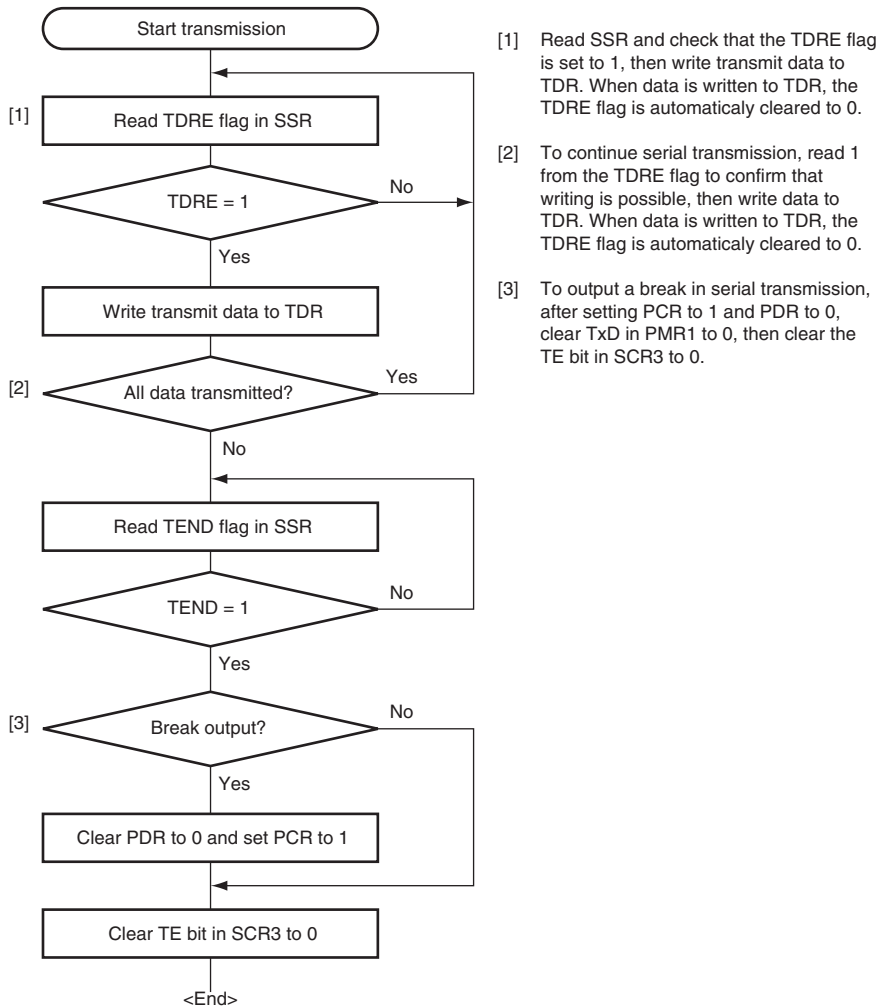 Start transmission
[1]
Read TDRE flag in SSR
TDRE = 1
No
Yes
Write transmit data to TDR
[2]
All data transmitted?
Yes
No
Read TEND flag in SSR
TEND = 1
No
Yes
[3]
Break output?
No
Yes
Clear PDR to 0 and set PCR to 1
Clear TE bit in SCR3 to 0
<End>
[1] Read SSR and check that the TDRE flag
is set to 1, then write transmit data to
TDR. When data is written to TDR, the
TDRE flag is automaticaly cleared to 0.
[2] To continue serial transmission, read 1
from the TDRE flag to confirm that
writing is possible, then write data to
TDR. When data is written to TDR, the
TDRE flag is automaticaly cleared to 0.
[3] To output a break in serial transmission,
after setting PCR to 1 and PDR to 0,
clear TxD in PMR1 to 0, then clear the
TE bit in SCR3 to 0.